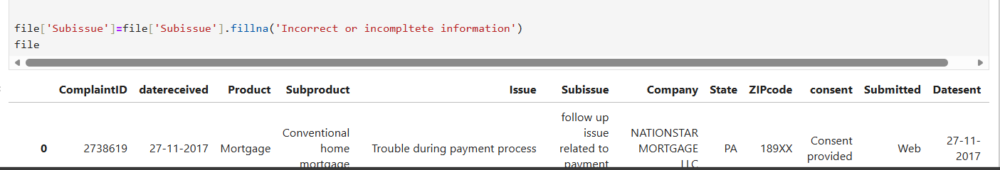 file['Subissue']=file['Subissue'].fillna('Incorrect or incompltete information')
file
ComplaintID datereceived Product Subproduct Issue Subissue Company State ZIPcode consent Submitted Datesent
follow up
Conventional issue NATIONSTAR Consent 27-11-
0 2738619 27-11-2017 Mortgage home Trouble during payment process related to MORTGAGE PA 189XX provided Web 2017
mortgage payment LLC